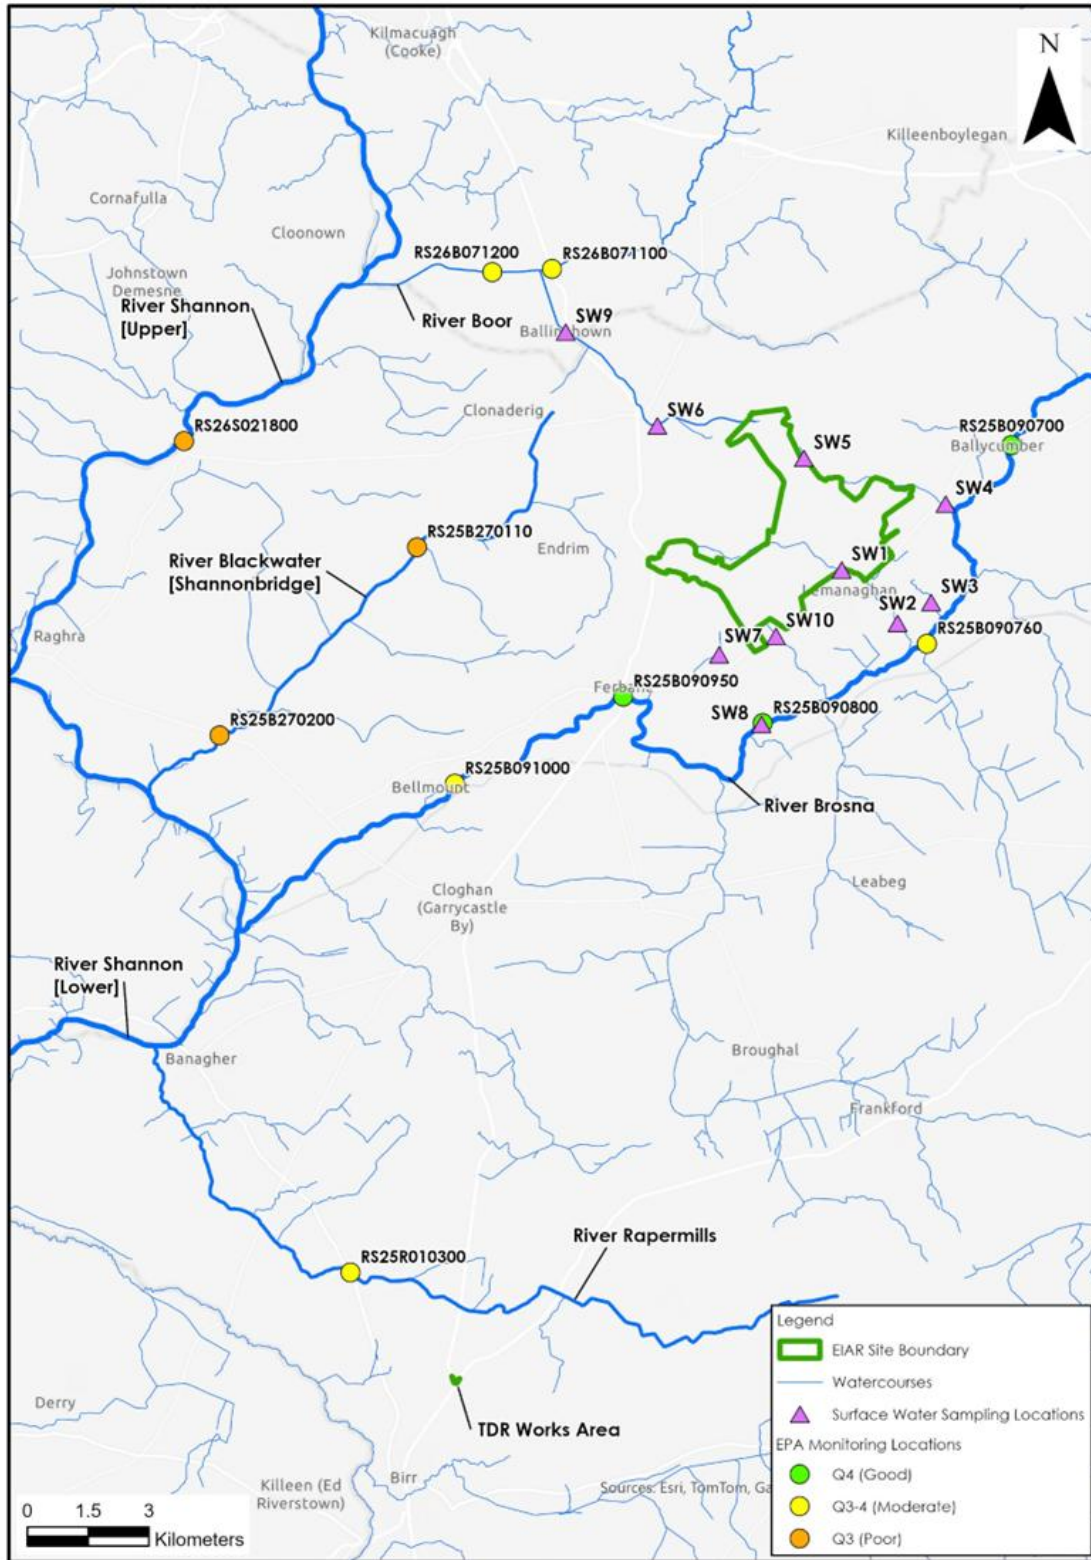 Kilmacuagh
(Cooke)
N
Killeenboylegan
Cornafulla
Cloonown
RS26B071200
RS26B071100
Johnstown
Demesne
River Shannon
[Upper]
River Boor
SW9
Clonaderig
SW6
RS25B090700
Ballycumber
RS26S021800
SW5
SW4
RS25B270110
Endrim
River Blackwater
[Shannonbridge]
SW1
Lemanaghan
SW3
SW2
RS25B090760
Raghra
SW10
SW7
RS25B090950
RS25B270200
SW8
RS25B090800
RS25B091000
Bellmount
River Brosna
Leabeg
Cloghan
(Garrycastle
By)
River Shannon
[Lower]
Banagher
Broughal
Frankford
River Rapermills
RS25R010300
Legend
EIAR Site Boundary
Watercourses
Surface Water Sampling Locations
EPA Monitoring Locations
Q4 (Good)
Q3-4 (Moderate)
Q3 (Poor)
Derry
TDR Works Area
Killeen (Ed
Riverstown)
Birr
Sources: Esri, TomTom, Ga
0 1.5 3
Kilometers